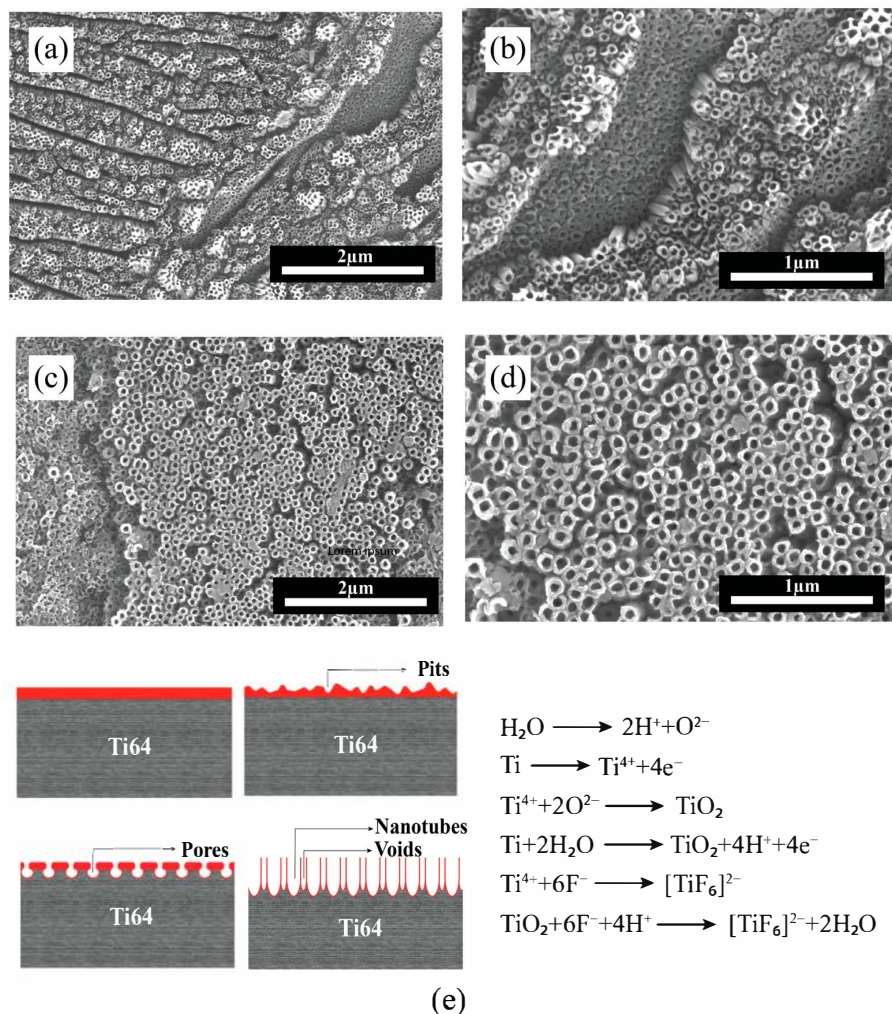 (a)
2µm
(b)
1µm
(c)
Lorem ipsum
2µm
(d)
1µm
Ti64
Pits
Ti64
Pores
Ti64
Nanotubes
Voids
Ti64
H₂O ⟶ 2H⁺+O²⁻
Ti ⟶ Ti⁴⁺+4e⁻
Ti⁴⁺+2O²⁻ ⟶ TiO₂
Ti+2H₂O ⟶ TiO₂+4H⁺+4e⁻
Ti⁴⁺+6F⁻ ⟶ [TiF₆]²⁻
TiO₂+6F⁻+4H⁺ ⟶ [TiF₆]²⁻+2H₂O
(e)